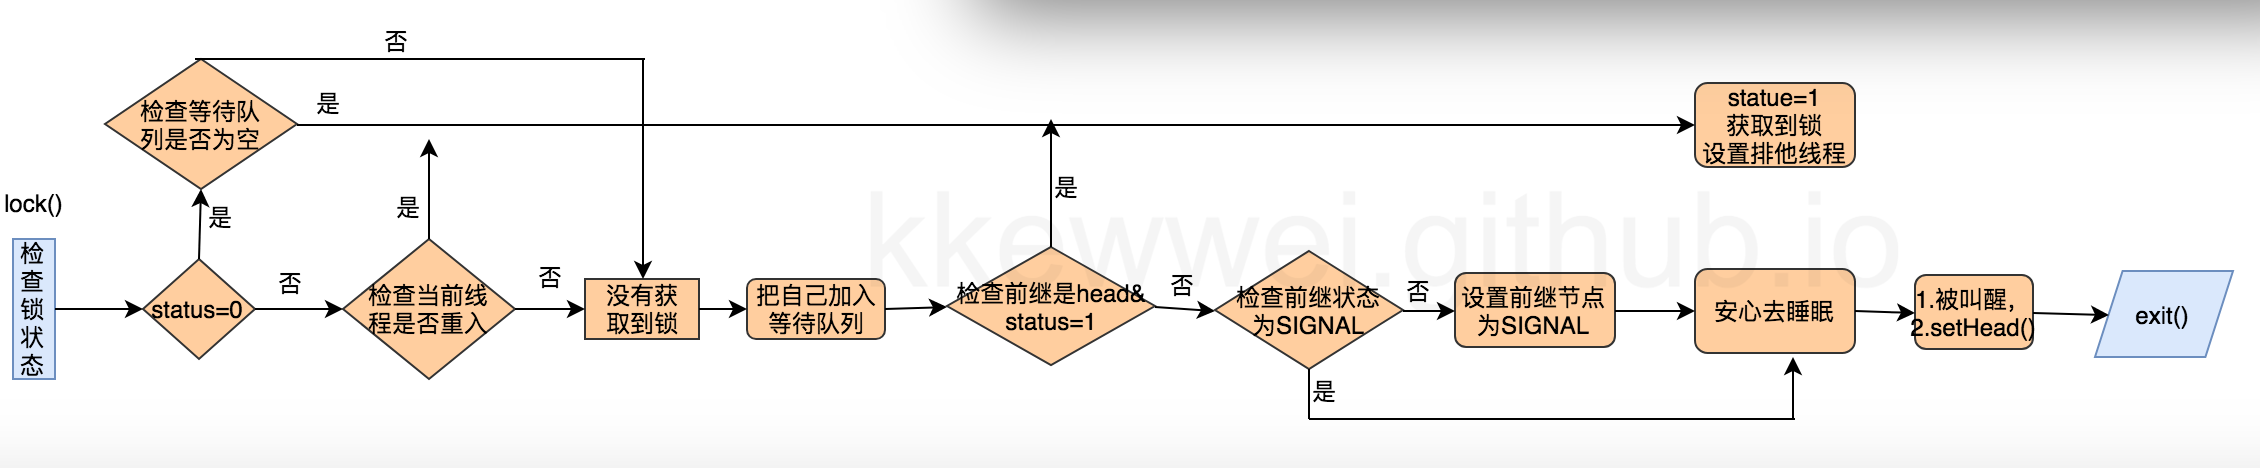 否
检查等待队
列是否为空
是
statue=1
获取到锁
设置排他线程
lock()
是
是
是
kkewwei.github.io
检
查
锁
状
态
status=0
否
检查当前线
程是否重入
否
没有获
取到锁
把自己加入
等待队列
检查前继是head&
status=1
否
检查前继状态
为SIGNAL
否
设置前继节点
为SIGNAL
安心去睡眠
1.被叫醒，
2.setHead()
exit()
是